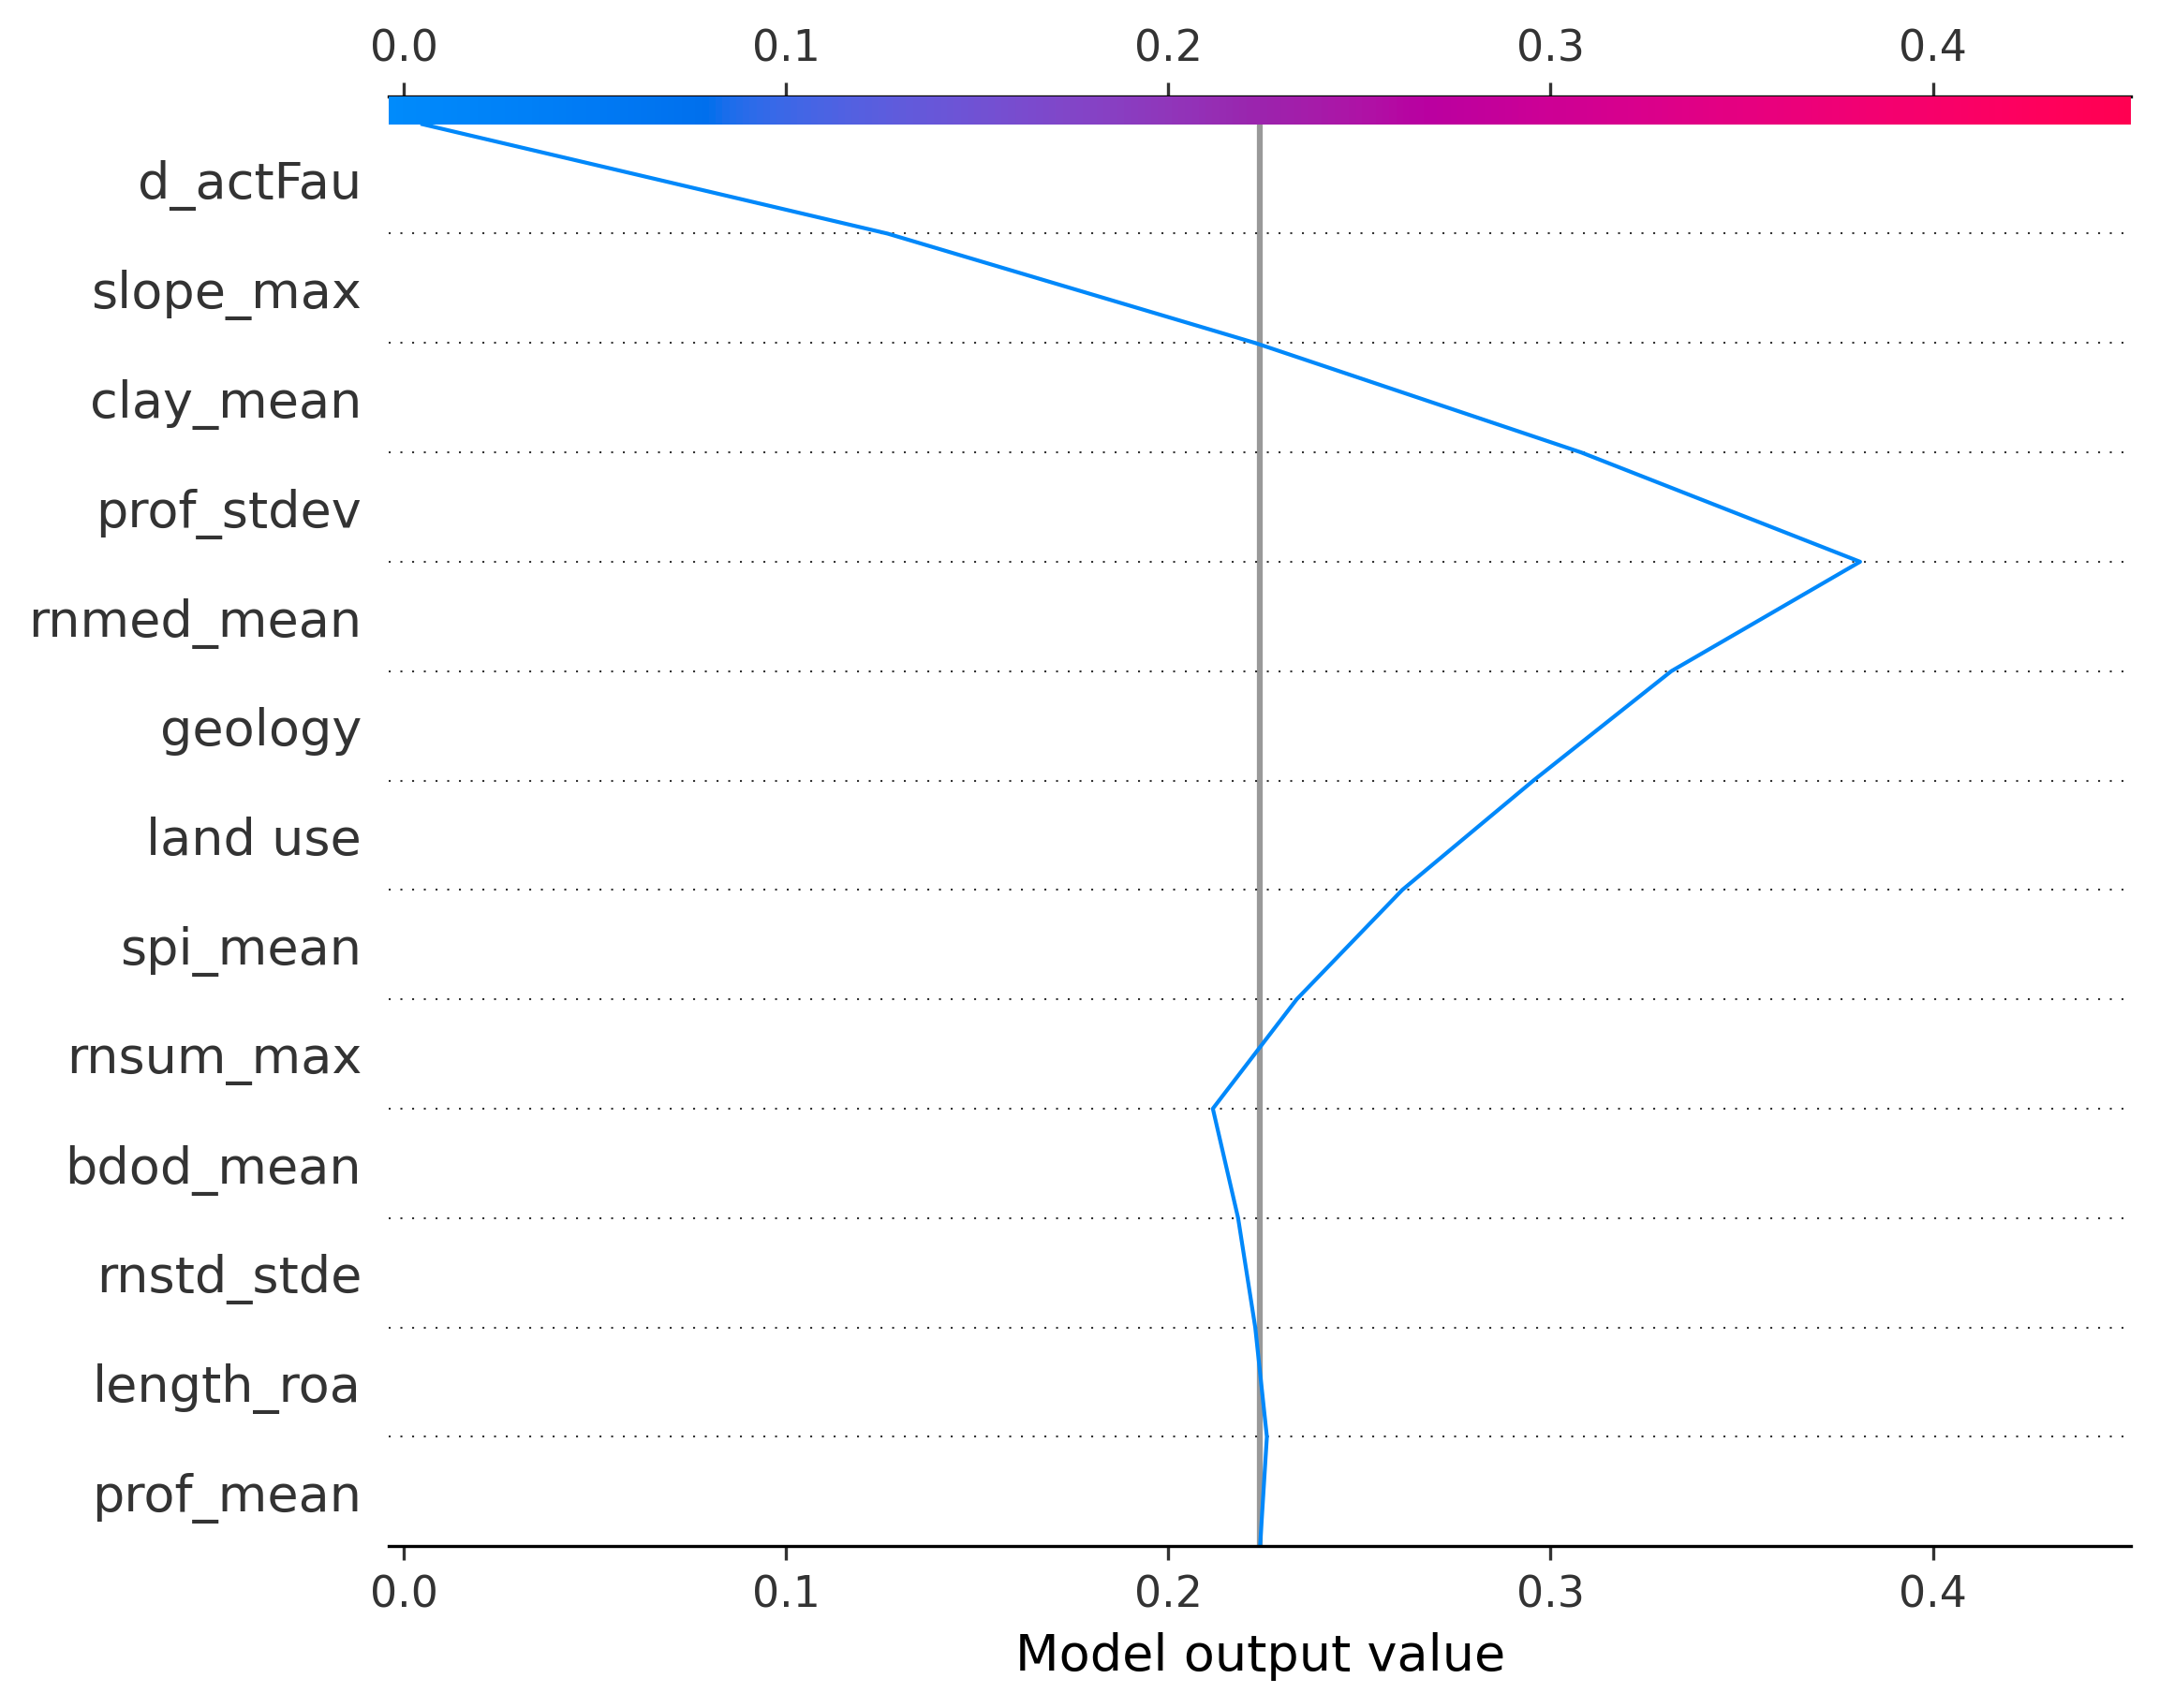 0.0 0.1 0.2 0.3 0.4
d_actFau
slope_max
clay_mean
prof_stdev
rnmed_mean
geology
land use
spi_mean
rnsum_max
bdod_mean
rnstd_stde
length_roa
prof_mean
0.0 0.1 0.2 0.3 0.4
Model output value